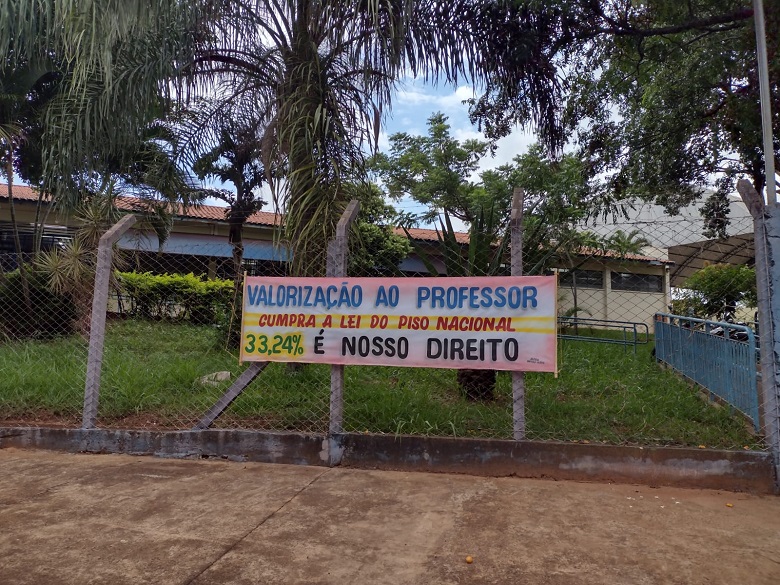 VALORIZAÇÃO AO PROFESSOR
CUMPRA A LEI DO PISO NACIONAL
33,24% É NOSSO DIREITO